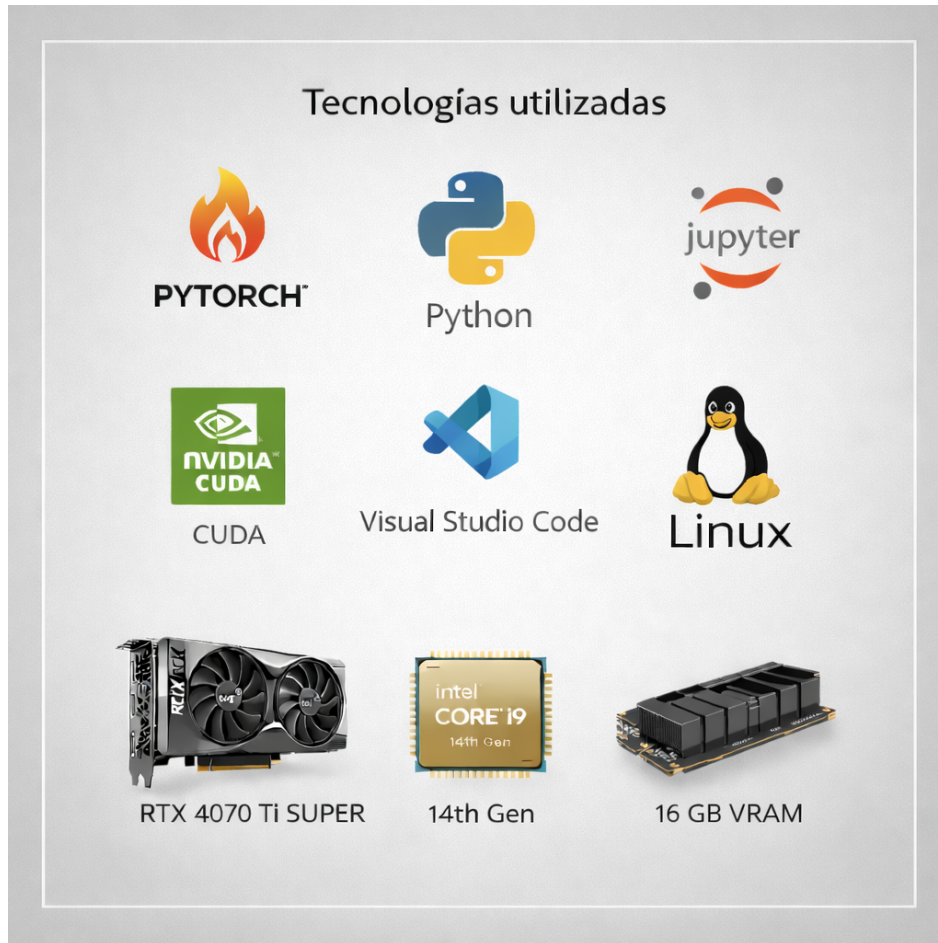 Tecnologías utilizadas
PYTORCH™
Python
jupyter
NVIDIA
CUDA
CUDA
Visual Studio Code
Linux
intel
CORE i9
14th Gen
RTX 4070 Ti SUPER
14th Gen
16 GB VRAM